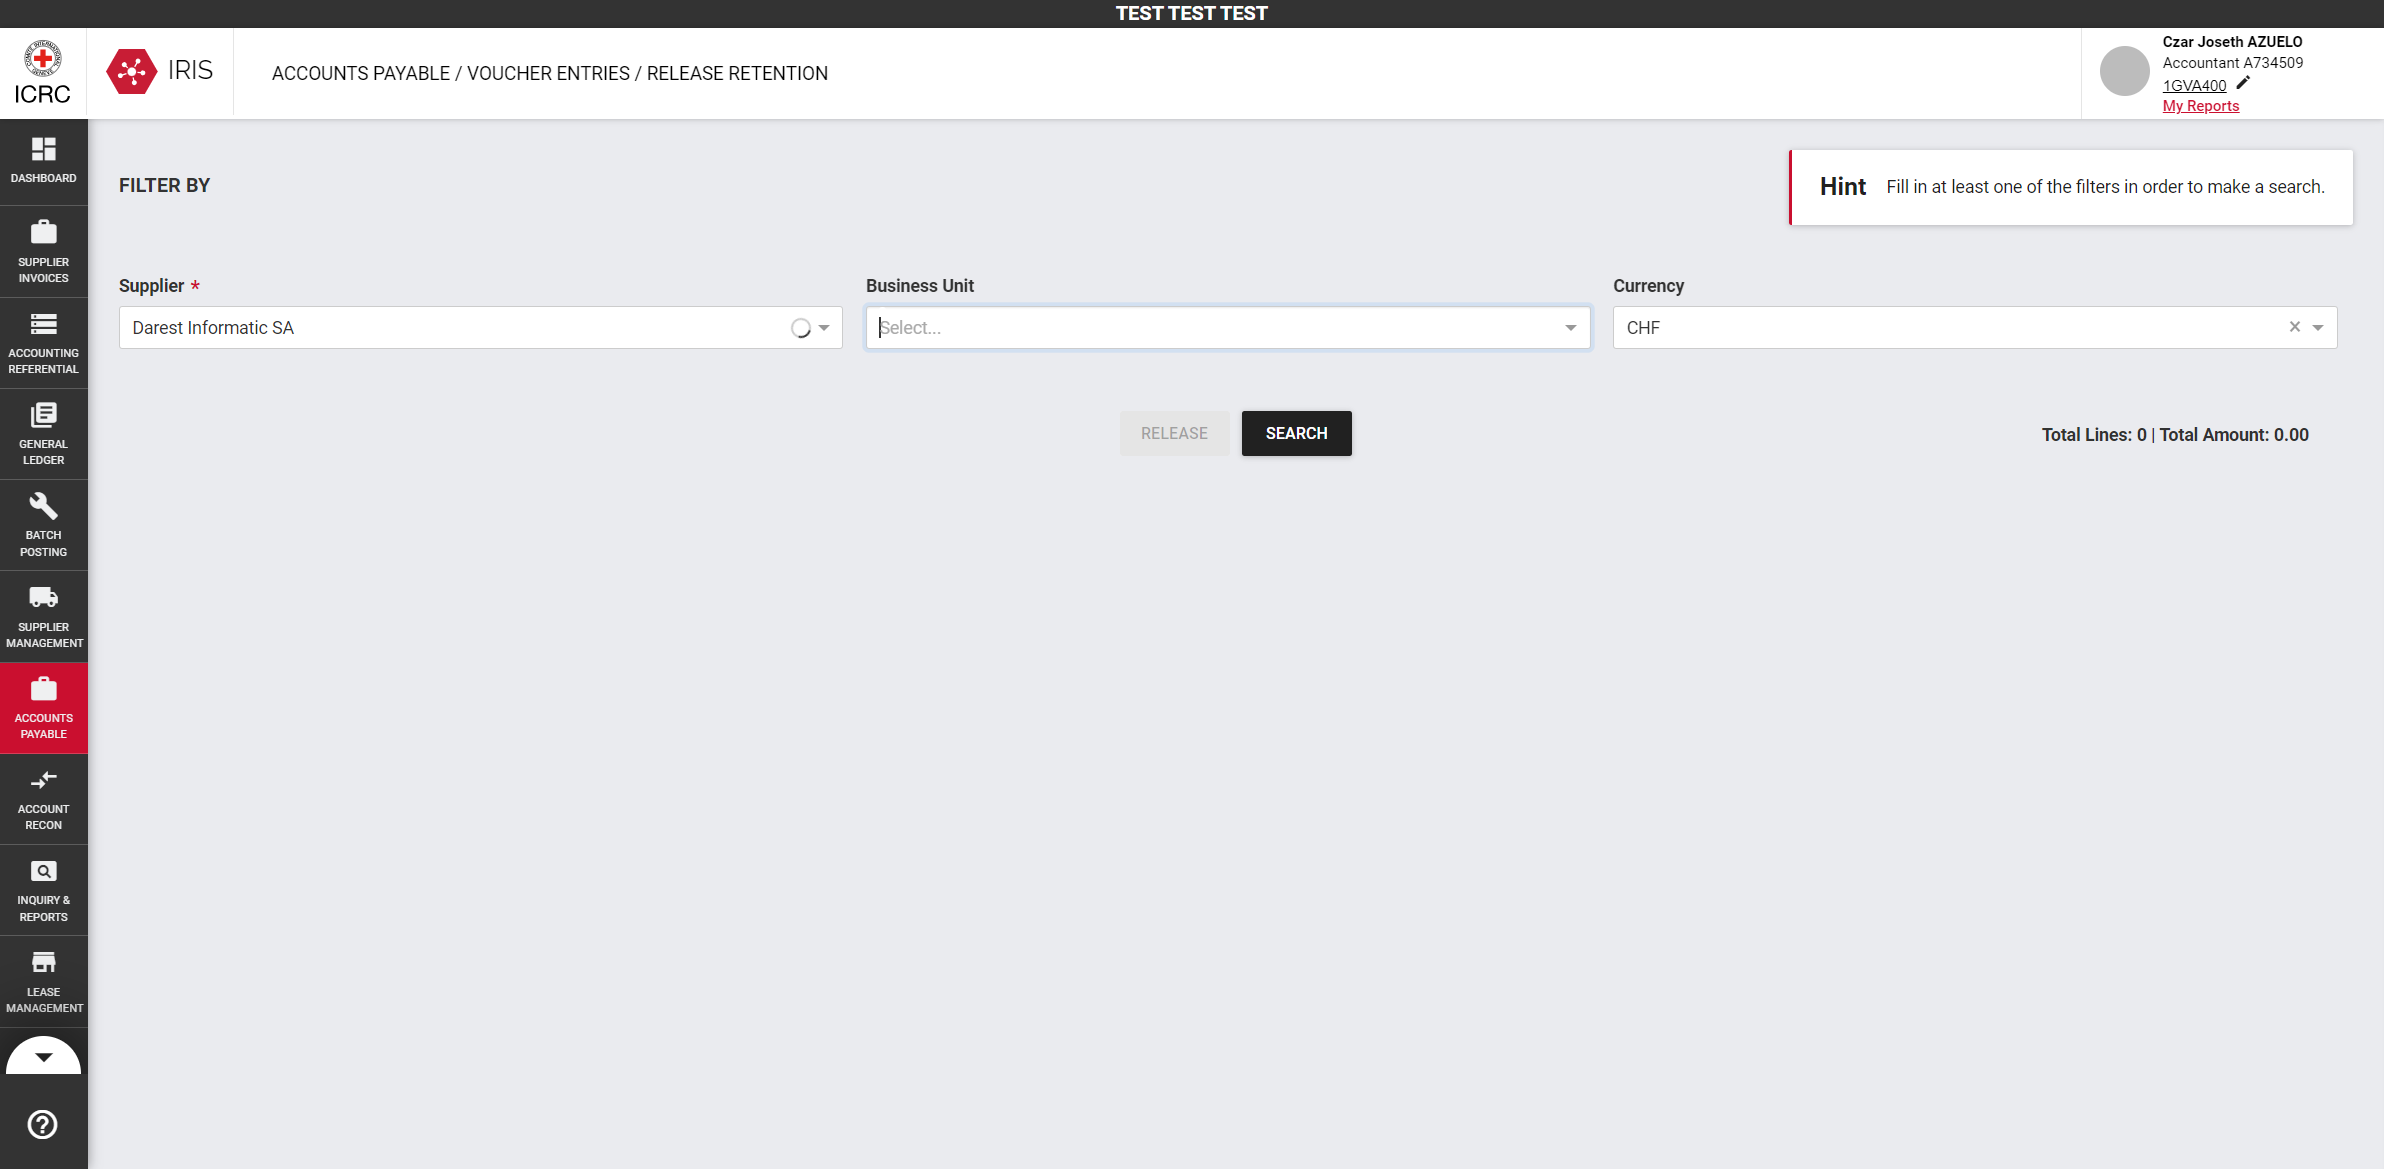 TEST TEST TEST
ICRC
IRIS
ACCOUNTS PAYABLE / VOUCHER ENTRIES / RELEASE RETENTION
Czar Joseth AZUELO
Accountant A734509
1GVA400
My Reports
DASHBOARD
SUPPLIER
INVOICES
ACCOUNTING
REFERENTIAL
GENERAL
LEDGER
BATCH
POSTING
SUPPLIER
MANAGEMENT
ACCOUNTS
PAYABLE
ACCOUNT
RECON
INQUIRY &
REPORTS
LEASE
MANAGEMENT
FILTER BY
Hint Fill in at least one of the filters in order to make a search.
Supplier *
Darest Informatic SA
Business Unit
Select...
Currency
CHF
RELEASE
SEARCH
Total Lines: 0 | Total Amount: 0.00